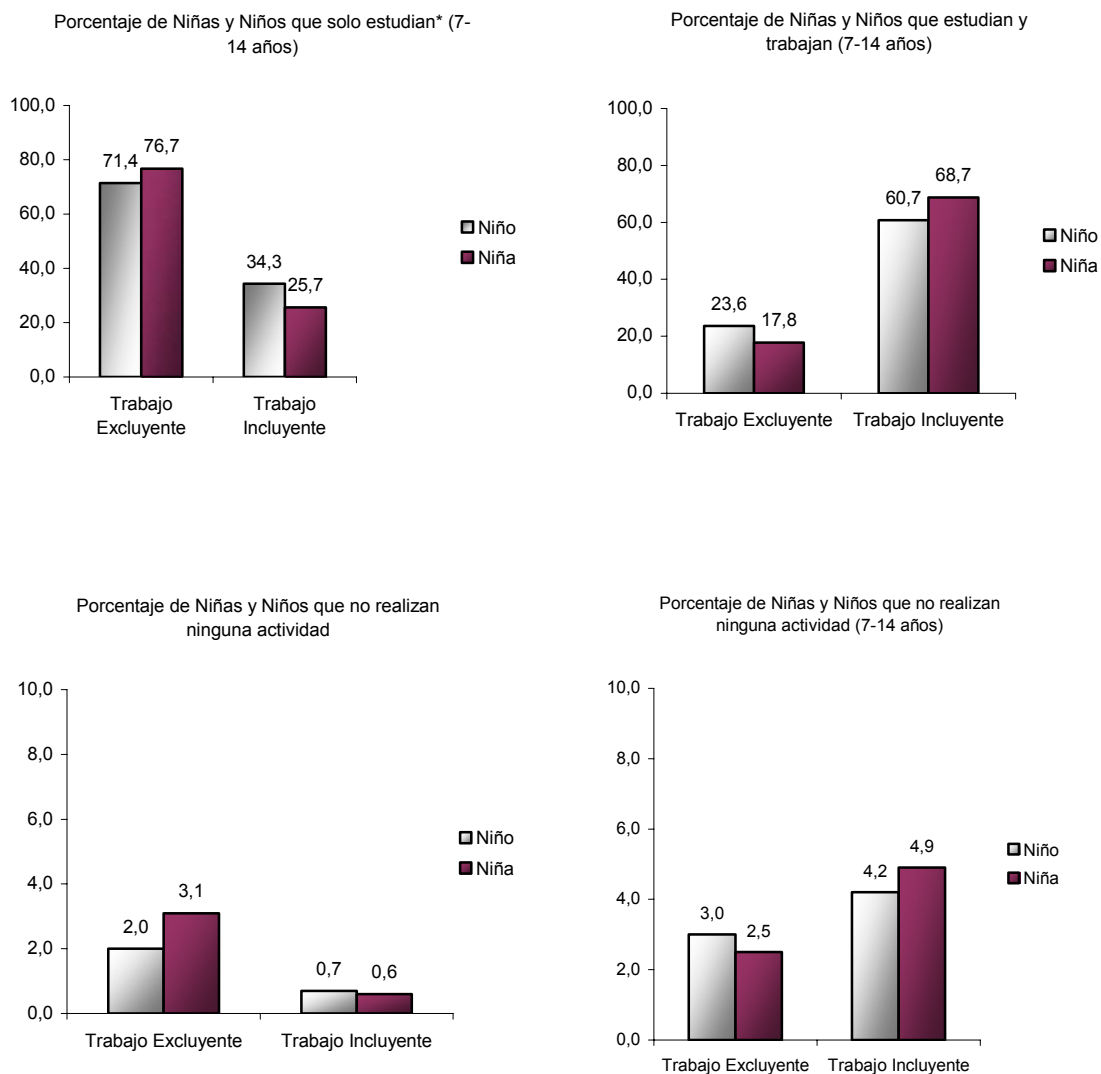 Porcentaje de Niñas y Niños que solo estudian* (7-
14 años)
100,0
80,0
60,0
40,0
20,0
0,0
71,4
76,7
34,3
25,7
Trabajo
Excluyente
Trabajo
Incluyente
Niño
Niña
Porcentaje de Niñas y Niños que estudian y
trabajan (7-14 años)
100,0
80,0
60,0
40,0
20,0
0,0
23,6
17,8
60,7
68,7
Trabajo Excluyente
Trabajo Incluyente
Niño
Niña
Porcentaje de Niñas y Niños que no realizan
ninguna actividad
10,0
8,0
6,0
4,0
2,0
0,0
2,0
3,1
0,7
0,6
Trabajo Excluyente
Trabajo Incluyente
Niño
Niña
Porcentaje de Niñas y Niños que no realizan
ninguna actividad (7-14 años)
10,0
8,0
6,0
4,0
2,0
0,0
3,0
2,5
4,2
4,9
Trabajo Excluyente
Trabajo Incluyente
Niño
Niña